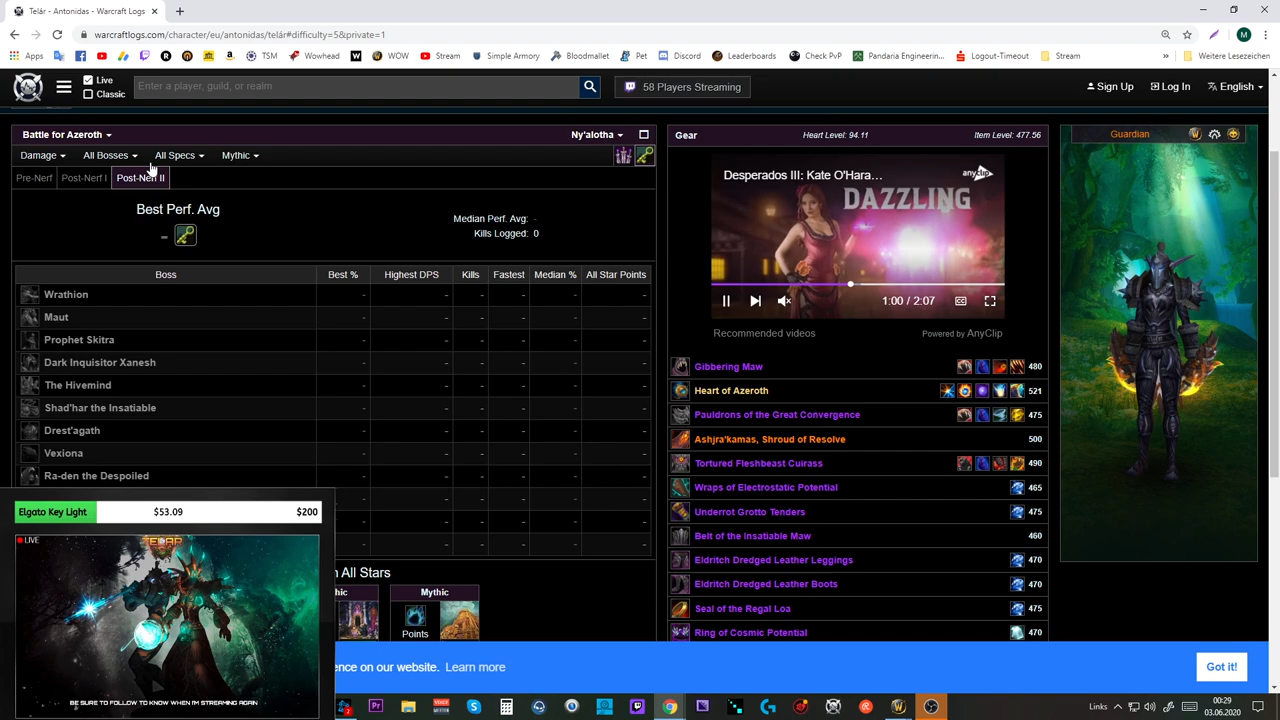 Telár - Antonidas - Warcraft Logs
warcraftlogs.com/character/eu/antonidas/telár#difficulty=5&private=1
M
Apps TSM Wowhead WOW Stream Simple Armory Bloodmallet Pet Discord Leaderboards Check PvP Pandaria Engineerin... Logout-Timeout Stream » Weitere Lesezeichen
Live
Classic
Enter a player, guild, or realm
58 Players Streaming
Sign Up Log In English
Battle for Azeroth Ny'alotha
Damage All Bosses All Specs Mythic
Pre-Nerf Post-Nerf I Post-Nerf II
Best Perf. Avg
-
Median Perf. Avg: -
Kills Logged: 0
Boss Best % Highest DPS Kills Fastest Median % All Star Points
Wrathion - - - - - -
Maut - - - - - -
Prophet Skitra - - - - - -
Dark Inquisitor Xanesh - - - - - -
The Hivemind - - - - - -
Shad'har the Insatiable - - - - - -
Drest'agath - - - - - -
Vexiona - - - - - -
Ra-den the Despoiled - - - - - -
- - - - - -
- - - - - -
- - - - - -
n All Stars
hic Mythic
Points
Gear Heart Level: 94.11 Item Level: 477.56
Desperados III: Kate O'Hara…
anyclip
DAZZLING
1:00 / 2:07
Recommended videos Powered by AnyClip
Gibbering Maw 480
Heart of Azeroth 521
Pauldrons of the Great Convergence 475
Ashjra'kamas, Shroud of Resolve 500
Tortured Fleshbeast Cuirass 490
Wraps of Electrostatic Potential 465
Underrot Grotto Tenders 475
Belt of the Insatiable Maw 460
Eldritch Dredged Leather Leggings 470
Eldritch Dredged Leather Boots 470
Seal of the Regal Loa 475
Ring of Cosmic Potential 470
Guardian
Elgato Key Light $53.09 $200
LIVE
TELAR
BE SURE TO FOLLOW TO KNOW WHEN I'M STREAMING AGAIN
ence on our website. Learn more
Got it!
Links
00:29
03.06.2020